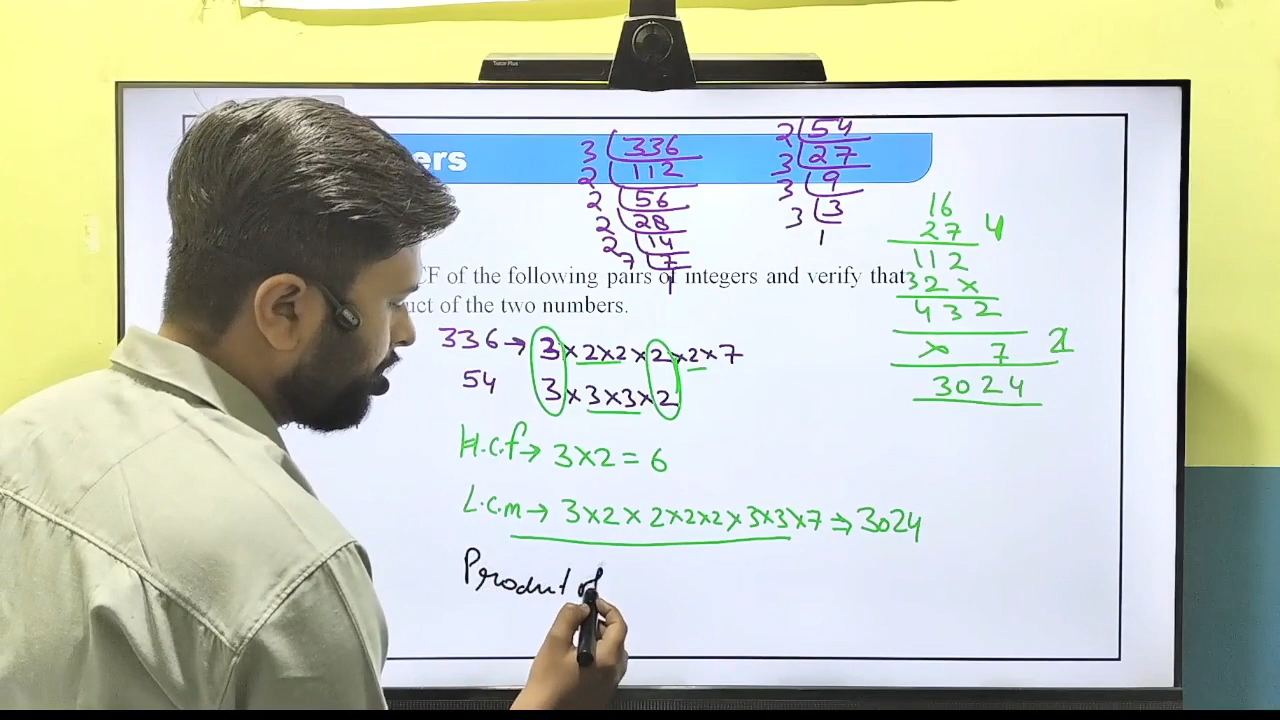 Tutor Plus
ers
3 336
2 112
2 56
2 28
2 14
7 7
1
2 54
3 27
3 9
3 3
1
16
27 4
112
32×
432
× 7 21
3024
CF of the following pairs of integers and verify that
uct of the two numbers.
336 → 3×2×2×2×2×7
54 3×3×3×2
H.C.f → 3×2 = 6
L.C.M → 3×2×2×2×2×3×3×7 ⇒ 3024
Product of